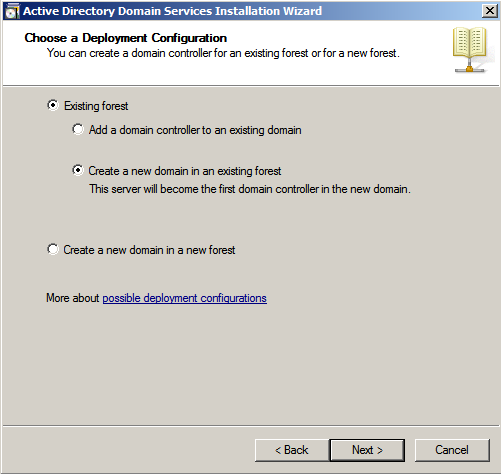 Active Directory Domain Services Installation Wizard
Choose a Deployment Configuration
You can create a domain controller for an existing forest or for a new forest.
Existing forest
Add a domain controller to an existing domain
Create a new domain in an existing forest
This server will become the first domain controller in the new domain.
Create a new domain in a new forest
More about possible deployment configurations
< Back Next > Cancel